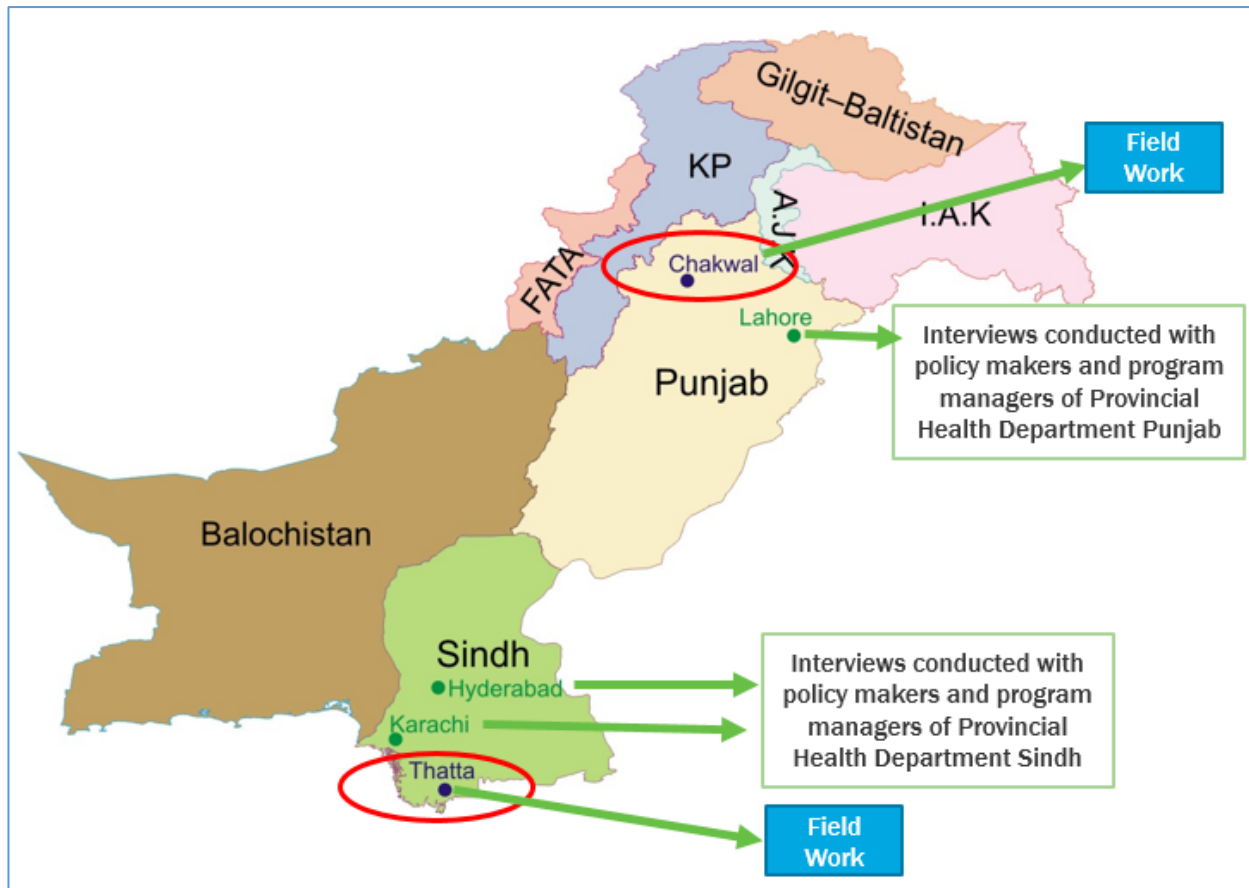 Gilgit–Baltistan
Field
Work
KP
A.J.K
I.A.K
FATA
Chakwal
Lahore
Interviews conducted with
policy makers and program
managers of Provincial
Health Department Punjab
Punjab
Balochistan
Sindh
Hyderabad
Interviews conducted with
policy makers and program
managers of Provincial
Health Department Sindh
Karachi
Thatta
Field
Work